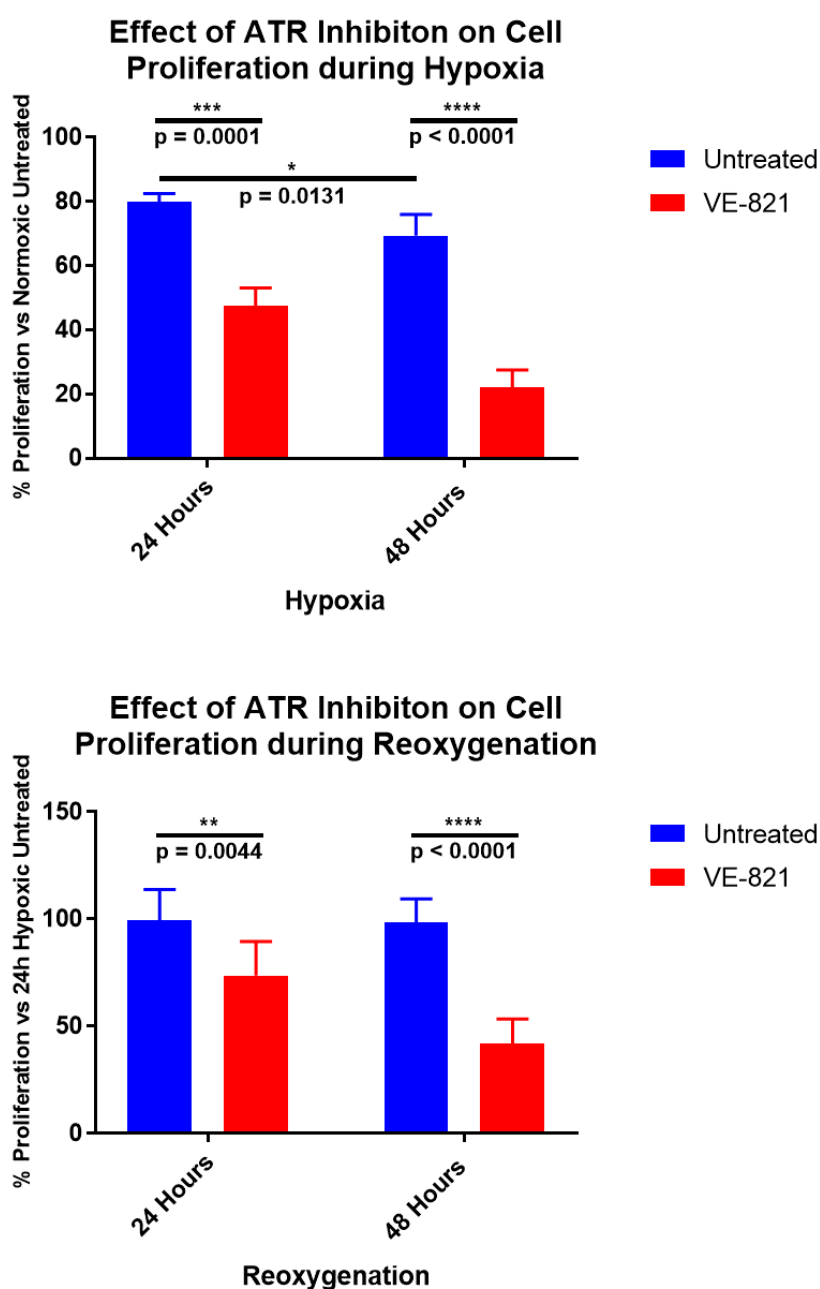 Effect of ATR Inhibiton on Cell
Proliferation during Hypoxia
% Proliferation vs Normoxic Untreated
100
80
60
40
20
0
***
p = 0.0001
****
p < 0.0001
*
p = 0.0131
Untreated
VE-821
24 Hours
48 Hours
Hypoxia
Effect of ATR Inhibiton on Cell
Proliferation during Reoxygenation
% Proliferation vs 24h Hypoxic Untreated
150
100
50
0
**
p = 0.0044
****
p < 0.0001
Untreated
VE-821
24 Hours
48 Hours
Reoxygenation